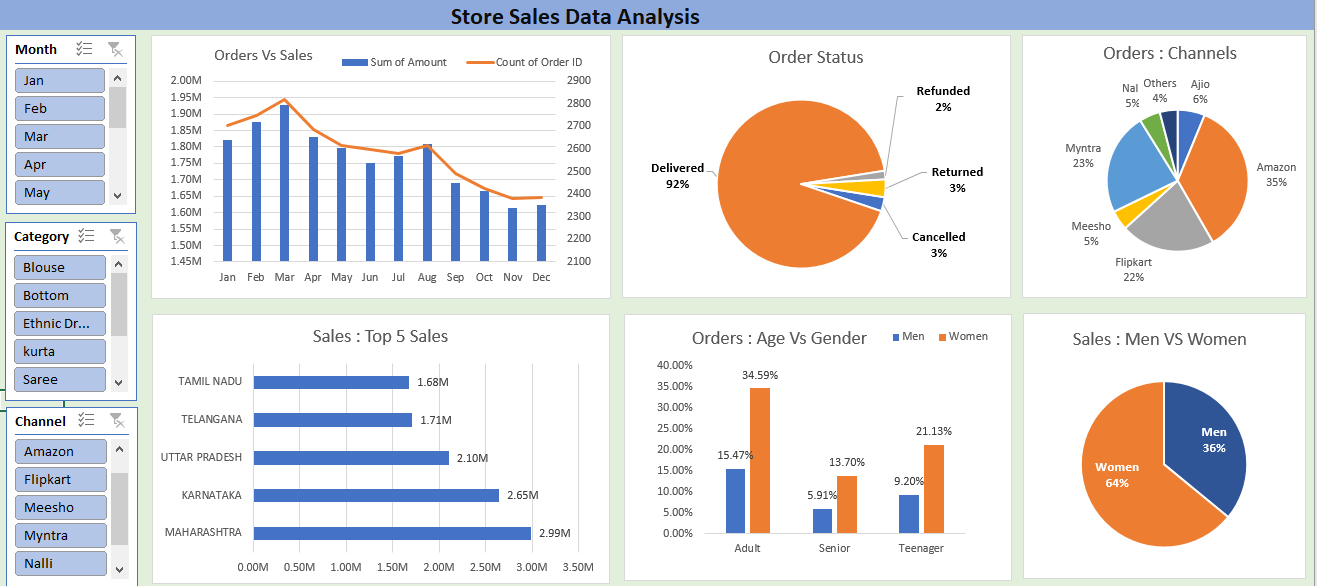 Store Sales Data Analysis
Month
Jan
Feb
Mar
Apr
May
Category
Blouse
Bottom
Ethnic Dr...
kurta
Saree
Channel
Amazon
Flipkart
Meesho
Myntra
Nalli
Orders Vs Sales
Sum of Amount
Count of Order ID
2.00M
1.95M
1.90M
1.85M
1.80M
1.75M
1.70M
1.65M
1.60M
1.55M
1.50M
1.45M
2900
2800
2700
2600
2500
2400
2300
2200
2100
Jan Feb Mar Apr May Jun Jul Aug Sep Oct Nov Dec
Order Status
Refunded
2%
Delivered
92%
Returned
3%
Cancelled
3%
Orders : Channels
Nal
5%
Others
4%
Ajio
6%
Myntra
23%
Amazon
35%
Meesho
5%
Flipkart
22%
Sales : Top 5 Sales
TAMIL NADU 1.68M
TELANGANA 1.71M
UTTAR PRADESH 2.10M
KARNATAKA 2.65M
MAHARASHTRA 2.99M
0.00M 0.50M 1.00M 1.50M 2.00M 2.50M 3.00M 3.50M
Orders : Age Vs Gender
Men
Women
40.00%
35.00%
30.00%
25.00%
20.00%
15.00%
10.00%
5.00%
0.00%
15.47%
34.59%
5.91%
13.70%
9.20%
21.13%
Adult Senior Teenager
Sales : Men VS Women
Men
36%
Women
64%